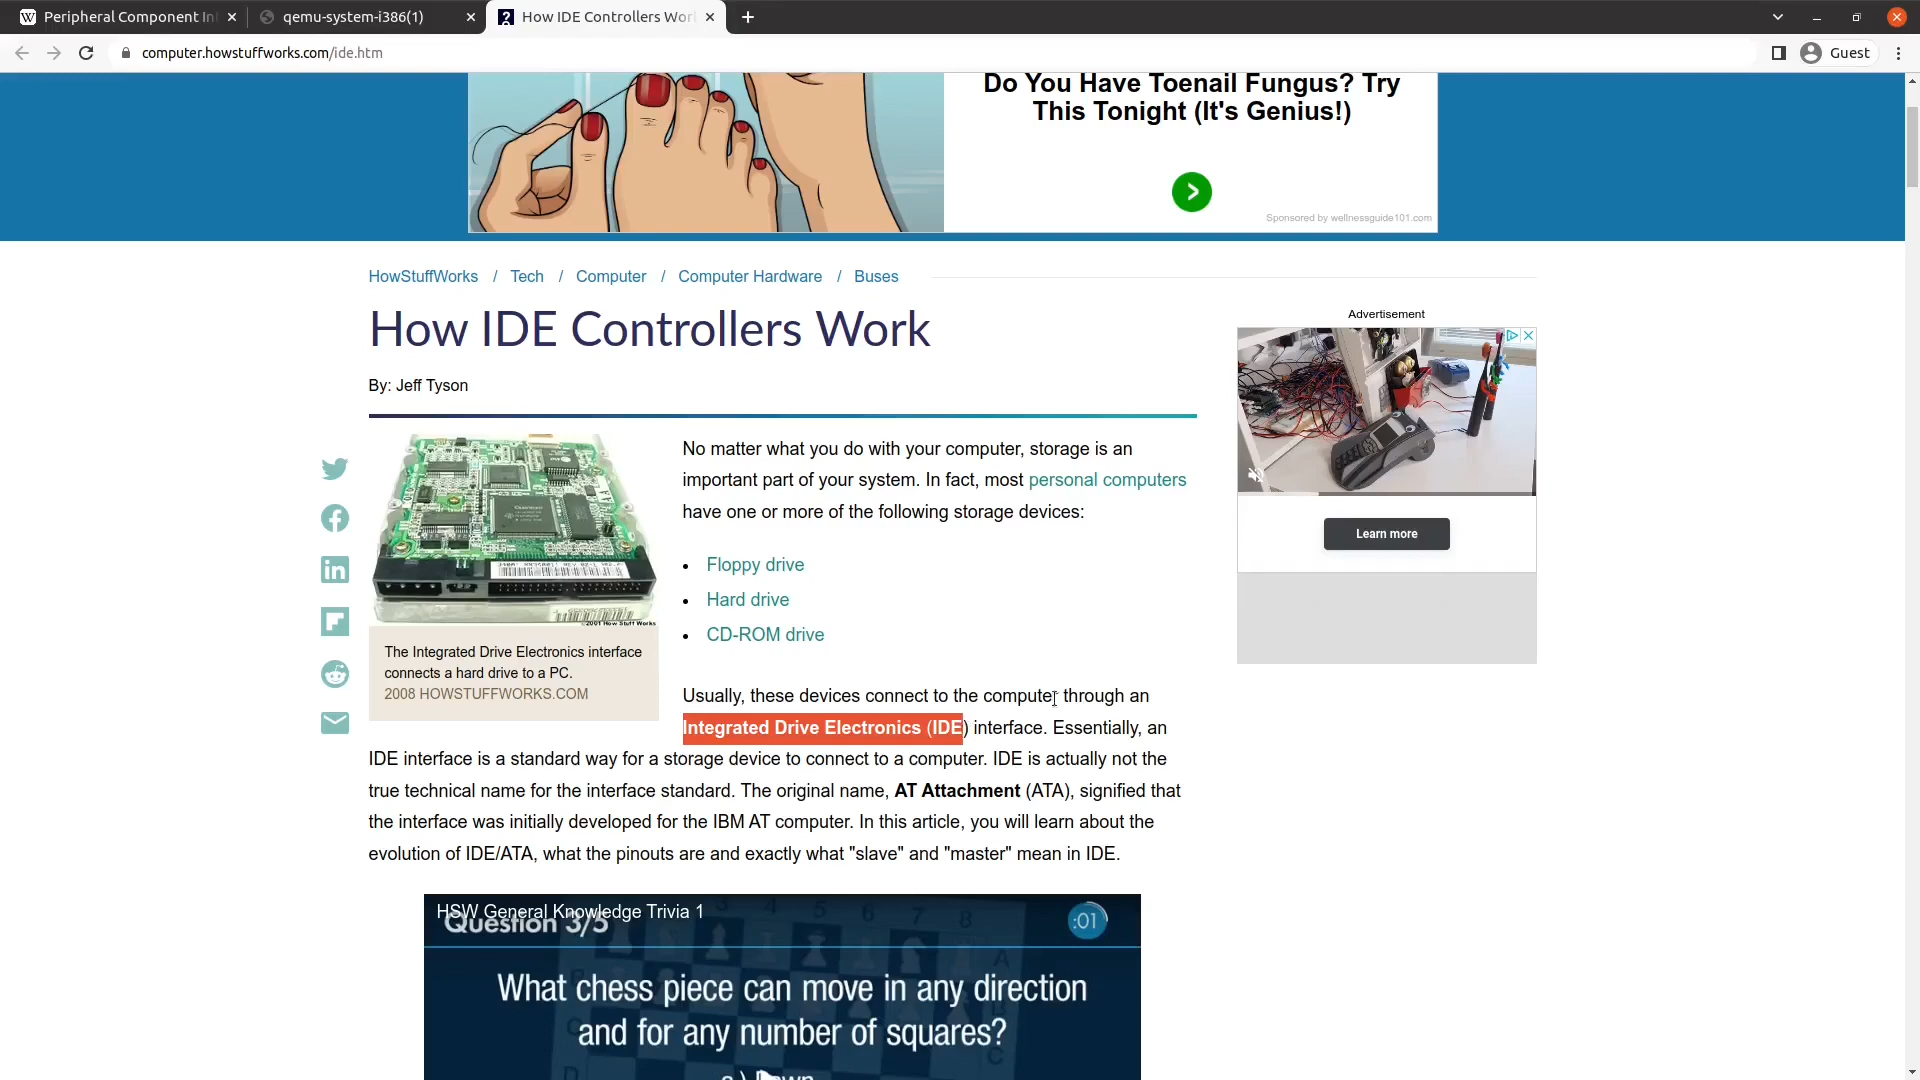 Peripheral Component In
qemu-system-i386(1)
How IDE Controllers Wor
computer.howstuffworks.com/ide.htm
Guest
Do You Have Toenail Fungus? Try
This Tonight (It's Genius!)
Sponsored by wellnessguide101.com
HowStuffWorks / Tech / Computer / Computer Hardware / Buses
How IDE Controllers Work
By: Jeff Tyson
©2001 How Stuff Works
The Integrated Drive Electronics interface
connects a hard drive to a PC.
2008 HOWSTUFFWORKS.COM
No matter what you do with your computer, storage is an
important part of your system. In fact, most personal computers
have one or more of the following storage devices:
• Floppy drive
• Hard drive
• CD-ROM drive
Usually, these devices connect to the computer through an
Integrated Drive Electronics (IDE) interface. Essentially, an
IDE interface is a standard way for a storage device to connect to a computer. IDE is actually not the
true technical name for the interface standard. The original name, AT Attachment (ATA), signified that
the interface was initially developed for the IBM AT computer. In this article, you will learn about the
evolution of IDE/ATA, what the pinouts are and exactly what "slave" and "master" mean in IDE.
Advertisement
Learn more
HSW General Knowledge Trivia 1
Question 3/5
:01
What chess piece can move in any direction
and for any number of squares?